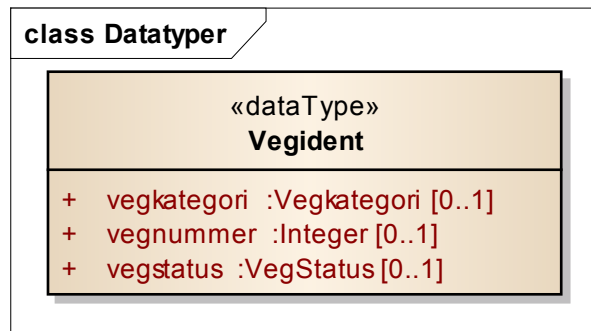 class Datatyper
«dataType»
Vegident
+ vegkategori :Vegkategori [0..1]
+ vegnummer :Integer [0..1]
+ vegstatus :VegStatus [0..1]